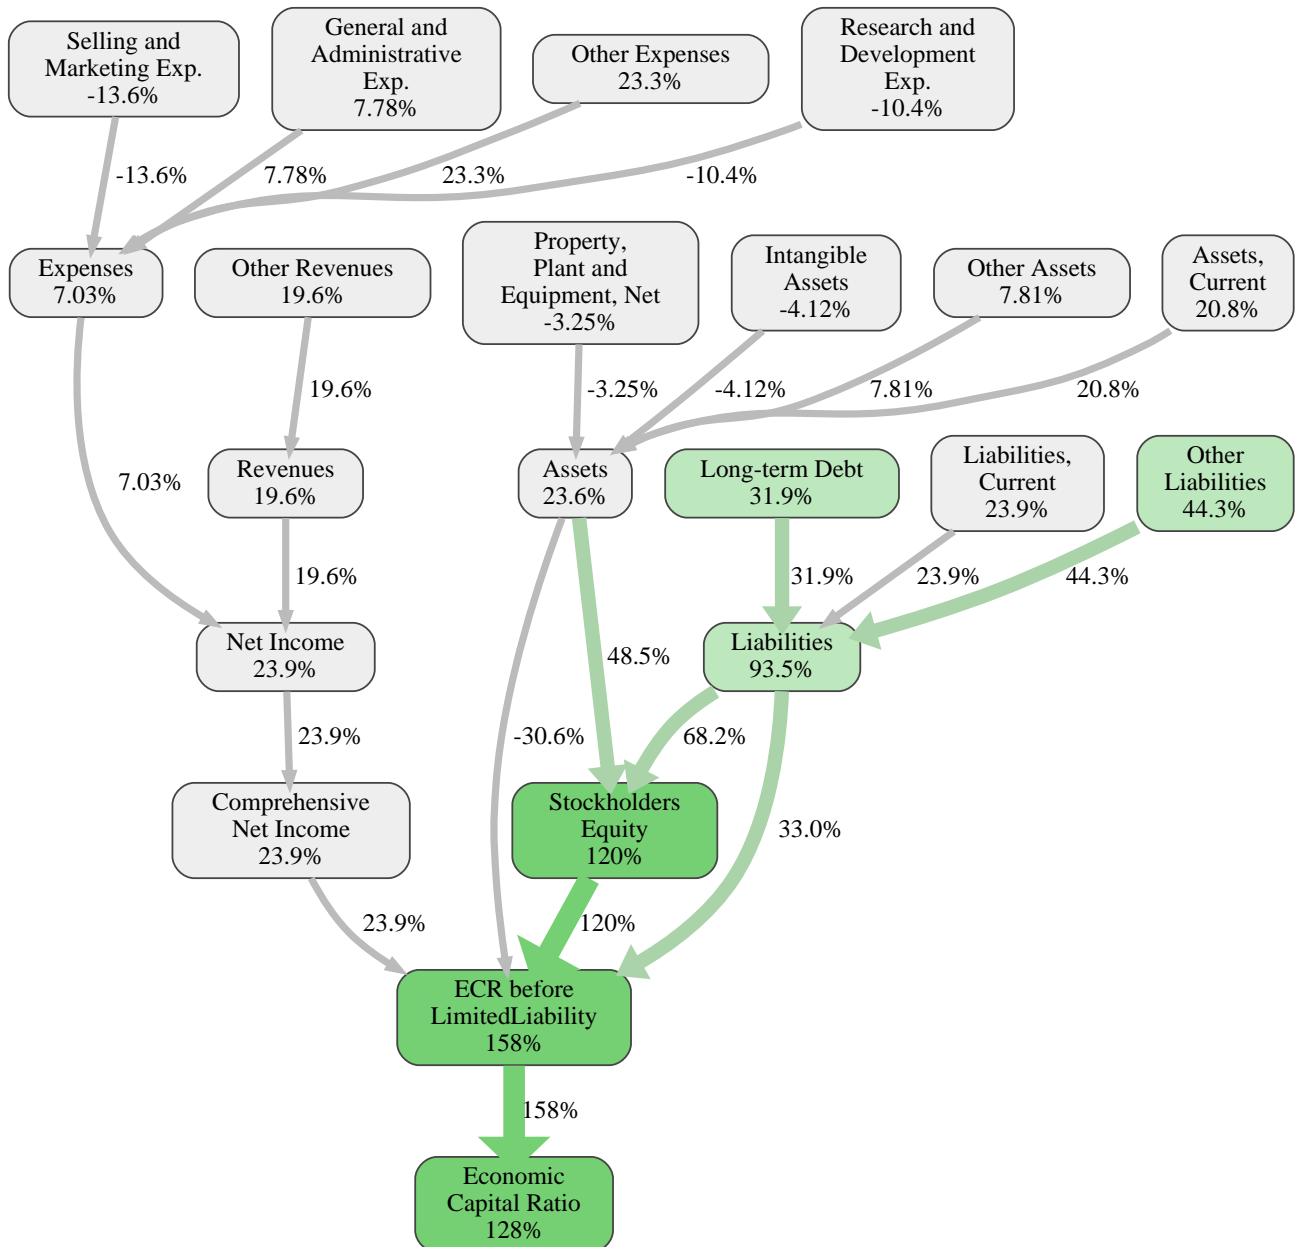 Selling and
Marketing Exp.
-13.6%
General and
Administrative
Exp.
7.78%
Other Expenses
23.3%
Research and
Development
Exp.
-10.4%
-13.6%
7.78%
23.3%
-10.4%
Expenses
7.03%
Other Revenues
19.6%
Property,
Plant and
Equipment, Net
-3.25%
Intangible
Assets
-4.12%
Other Assets
7.81%
Assets,
Current
20.8%
19.6%
-3.25%
-4.12%
7.81%
20.8%
7.03%
Revenues
19.6%
Assets
23.6%
Long-term Debt
31.9%
Liabilities,
Current
23.9%
Other
Liabilities
44.3%
19.6%
31.9%
23.9%
44.3%
Net Income
23.9%
48.5%
Liabilities
93.5%
23.9%
-30.6%
68.2%
Comprehensive
Net Income
23.9%
Stockholders
Equity
120%
33.0%
23.9%
120%
ECR before
LimitedLiability
158%
158%
Economic
Capital Ratio
128%